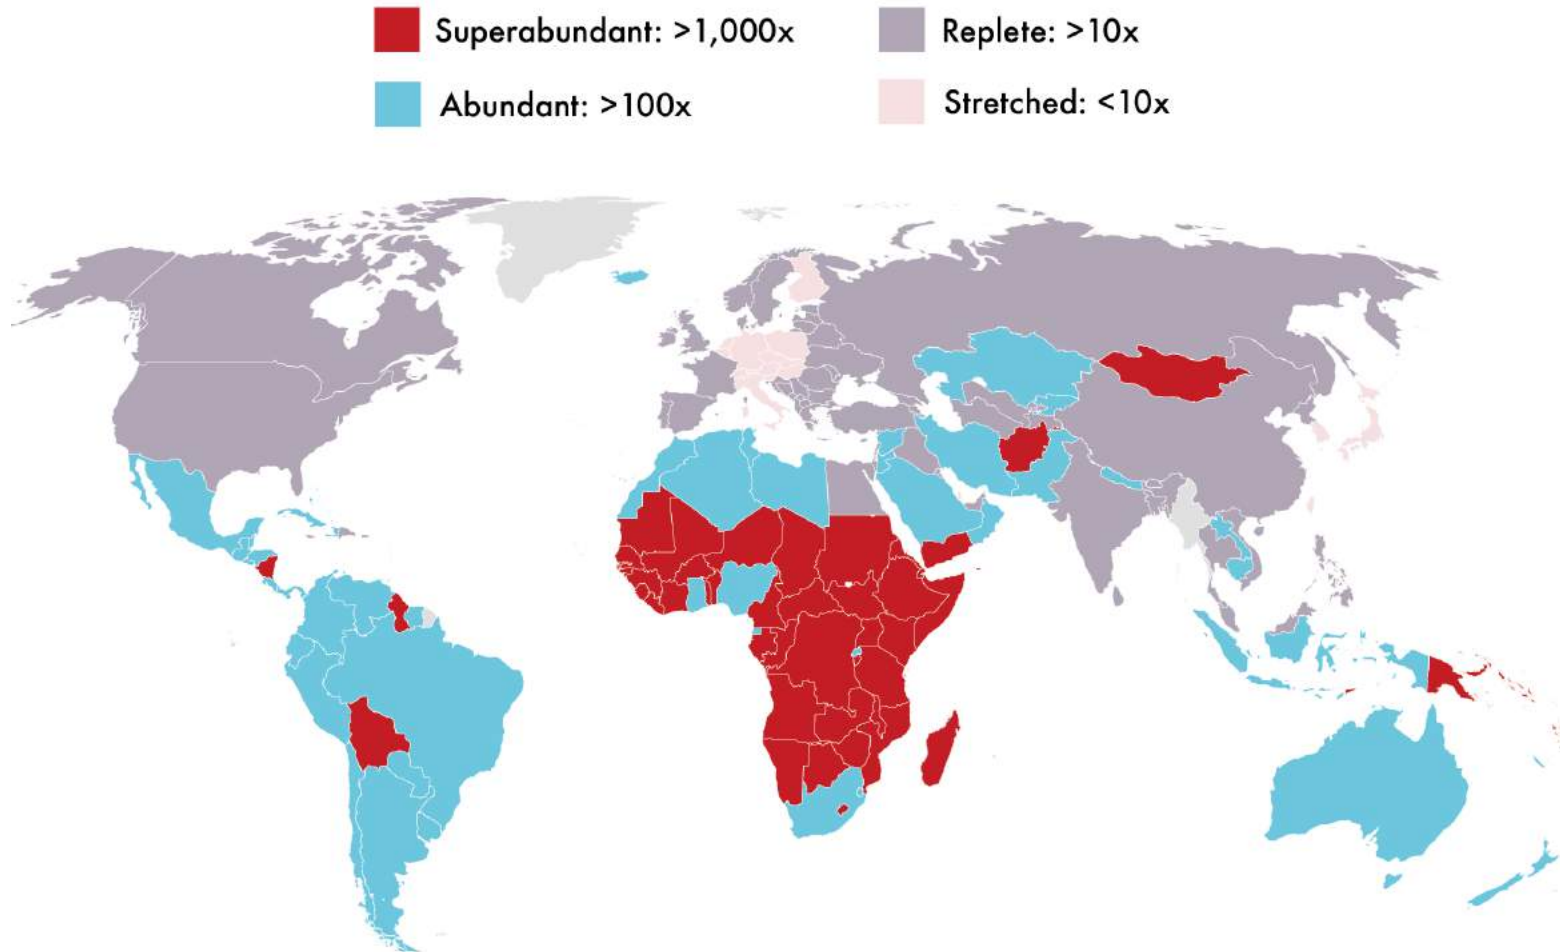 Superabundant: >1,000x
Replete: >10x
Abundant: >100x
Stretched: <10x